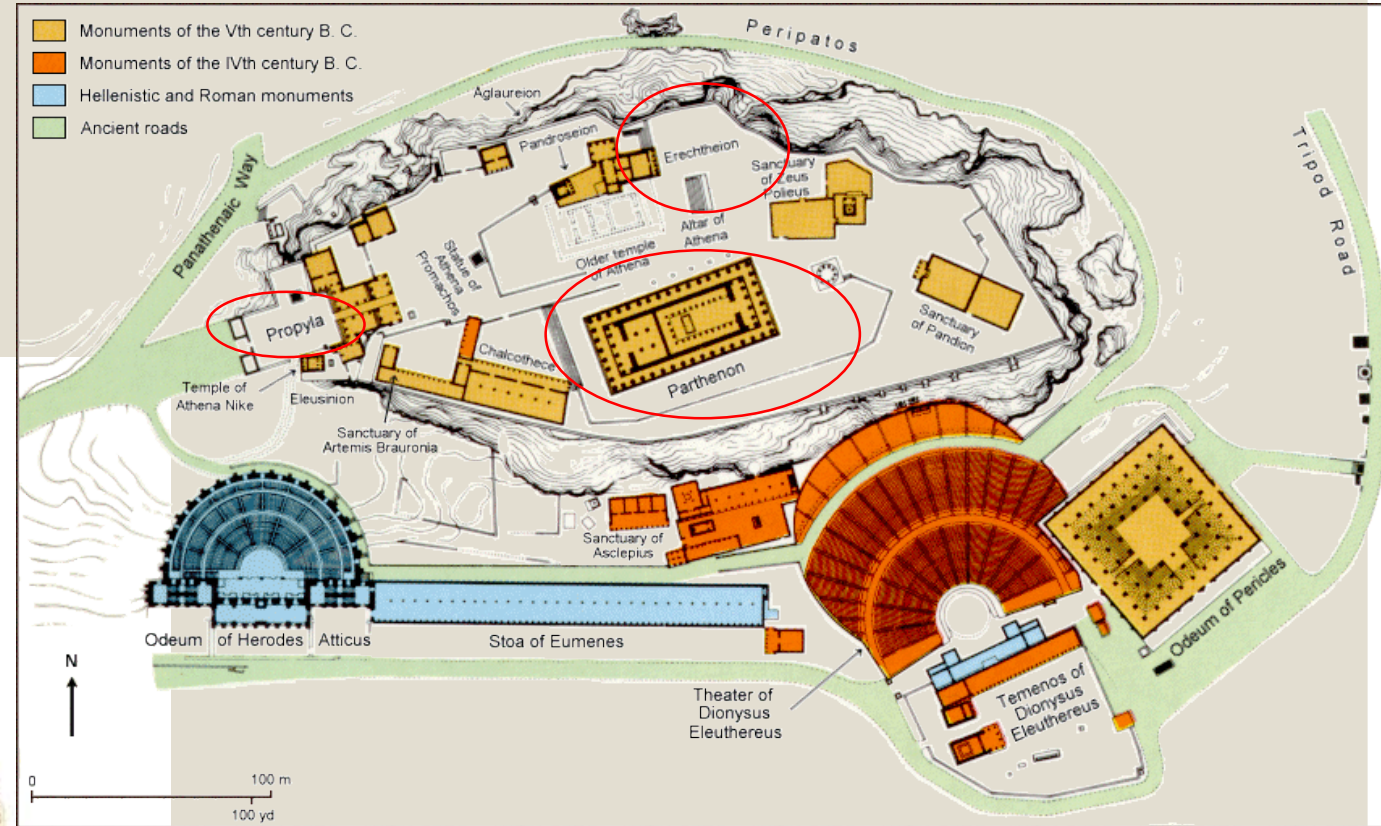 Monuments of the Vth century B. C.
Monuments of the IVth century B. C.
Hellenistic and Roman monuments
Ancient roads
Peripatos
Tripod Road
Panathenaic Way
Aglaureion
Pandroseion
Erechtheion
Sanctuary
of Zeus
Polieus
Altar of
Athena
Older temple
of Athena
Statue of
Athena
Promachos
Propyla
Chalcothece
Parthenon
Sanctuary
of Pandion
Temple of
Athena Nike
Eleusinion
Sanctuary of
Artemis Brauronia
Sanctuary of
Asclepius
Odeum of Herodes Atticus
Stoa of Eumenes
Odeum of Pericles
Theater of
Dionysus
Eleuthereus
Temenos of
Dionysus
Eleuthereus
N
0
100 m
100 yd